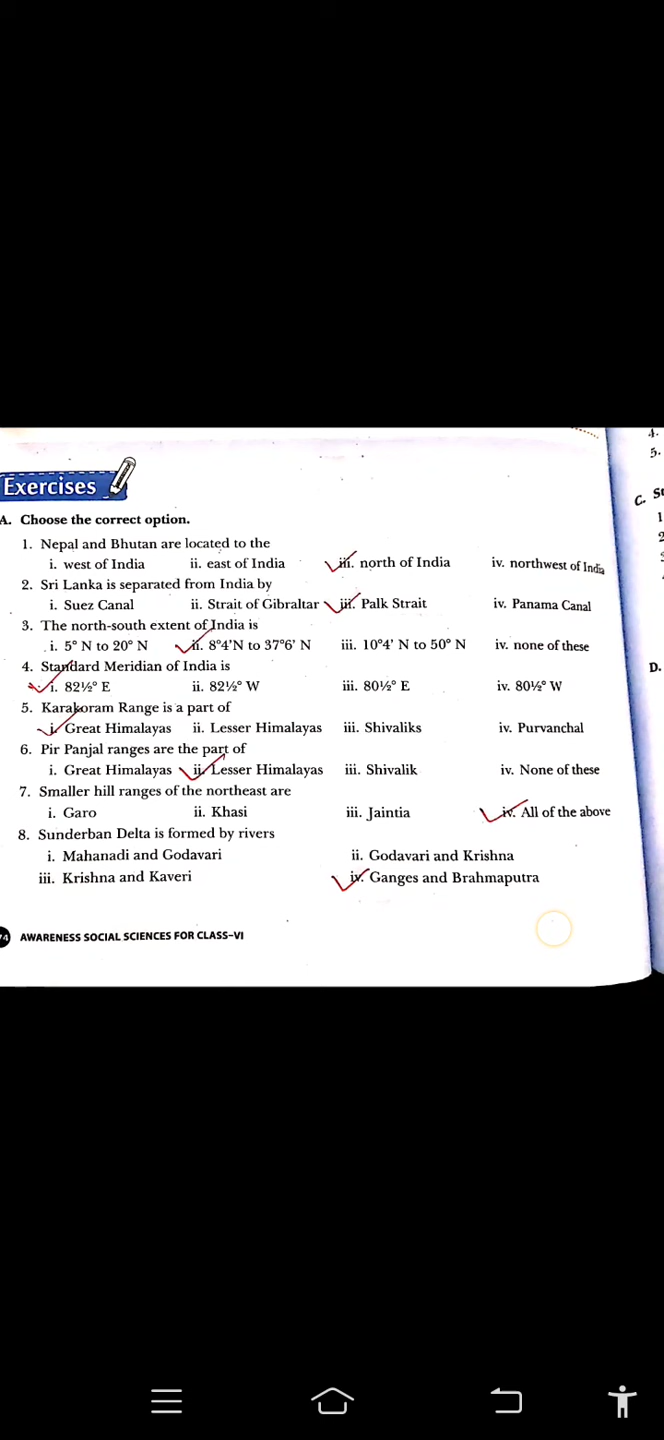 4.
5.
Exercises
C. S
1
2
A. Choose the correct option.
1. Nepal and Bhutan are located to the
i. west of India ii. east of India iii. north of India iv. northwest of India
2. Sri Lanka is separated from India by
i. Suez Canal ii. Strait of Gibraltar iii. Palk Strait iv. Panama Canal
3. The north-south extent of India is
i. 5° N to 20° N ii. 8°4'N to 37°6' N iii. 10°4' N to 50° N iv. none of these
4. Standard Meridian of India is
i. 82½° E ii. 82½° W iii. 80½° E iv. 80½° W
D.
5. Karakoram Range is a part of
i. Great Himalayas ii. Lesser Himalayas iii. Shivaliks iv. Purvanchal
6. Pir Panjal ranges are the part of
i. Great Himalayas ii. Lesser Himalayas iii. Shivalik iv. None of these
7. Smaller hill ranges of the northeast are
i. Garo ii. Khasi iii. Jaintia iv. All of the above
8. Sunderban Delta is formed by rivers
i. Mahanadi and Godavari ii. Godavari and Krishna
iii. Krishna and Kaveri iv. Ganges and Brahmaputra
AWARENESS SOCIAL SCIENCES FOR CLASS–VI